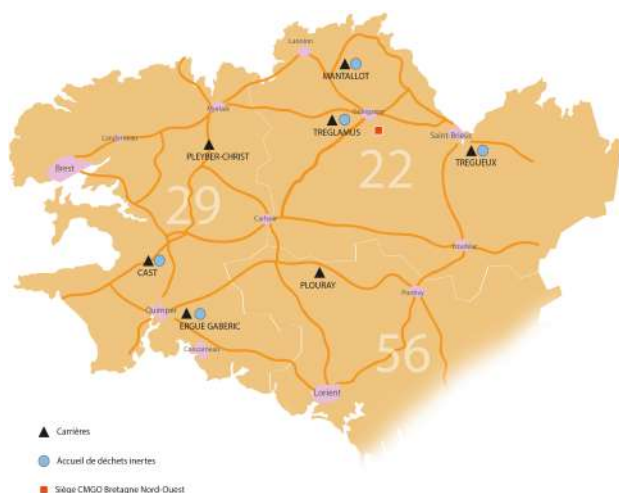 Lannion
MANTALLOT
Morlaix
Guingamp
TREGLAMUS
Saint-Brieuc
Landerneau
PLEYBER-CHRIST
TREGUEUX
Brest
22
29
Carhaix
Loudéac
CAST
PLOURAY
Pontivy
Quimper
ERGUE GABERIC
56
Concarneau
Lorient
Carrières
Accueil de déchets inertes
Siège CMGO Bretagne Nord-Ouest